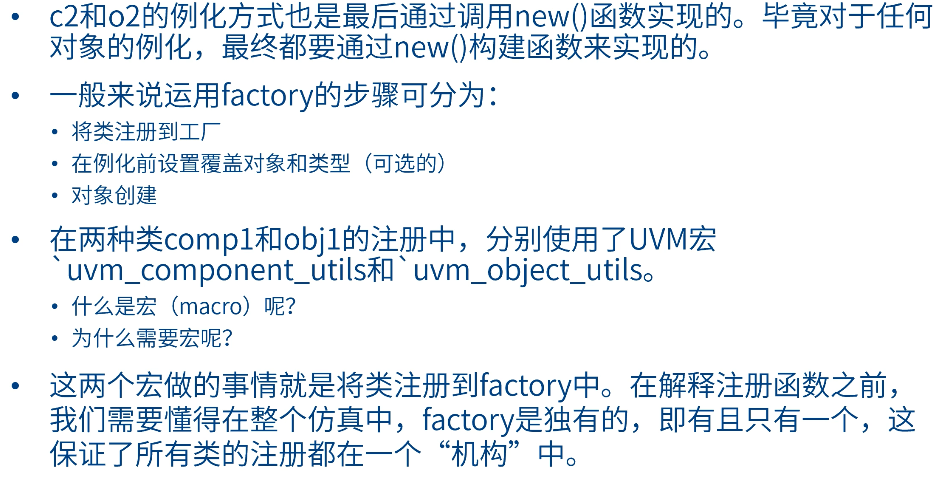 • c2和o2的例化方式也是最后通过调用new()函数实现的。毕竟对于任何
对象的例化，最终都要通过new()构建函数来实现的。
• 一般来说运用factory的步骤可分为：
• 将类注册到工厂
• 在例化前设置覆盖对象和类型（可选的）
• 对象创建
• 在两种类comp1和obj1的注册中，分别使用了UVM宏
`uvm_component_utils和`uvm_object_utils。
• 什么是宏（macro）呢？
• 为什么需要宏呢？
• 这两个宏做的事情就是将类注册到factory中。在解释注册函数之前，
我们需要懂得在整个仿真中，factory是独有的，即有且只有一个，这
保证了所有类的注册都在一个“机构”中。